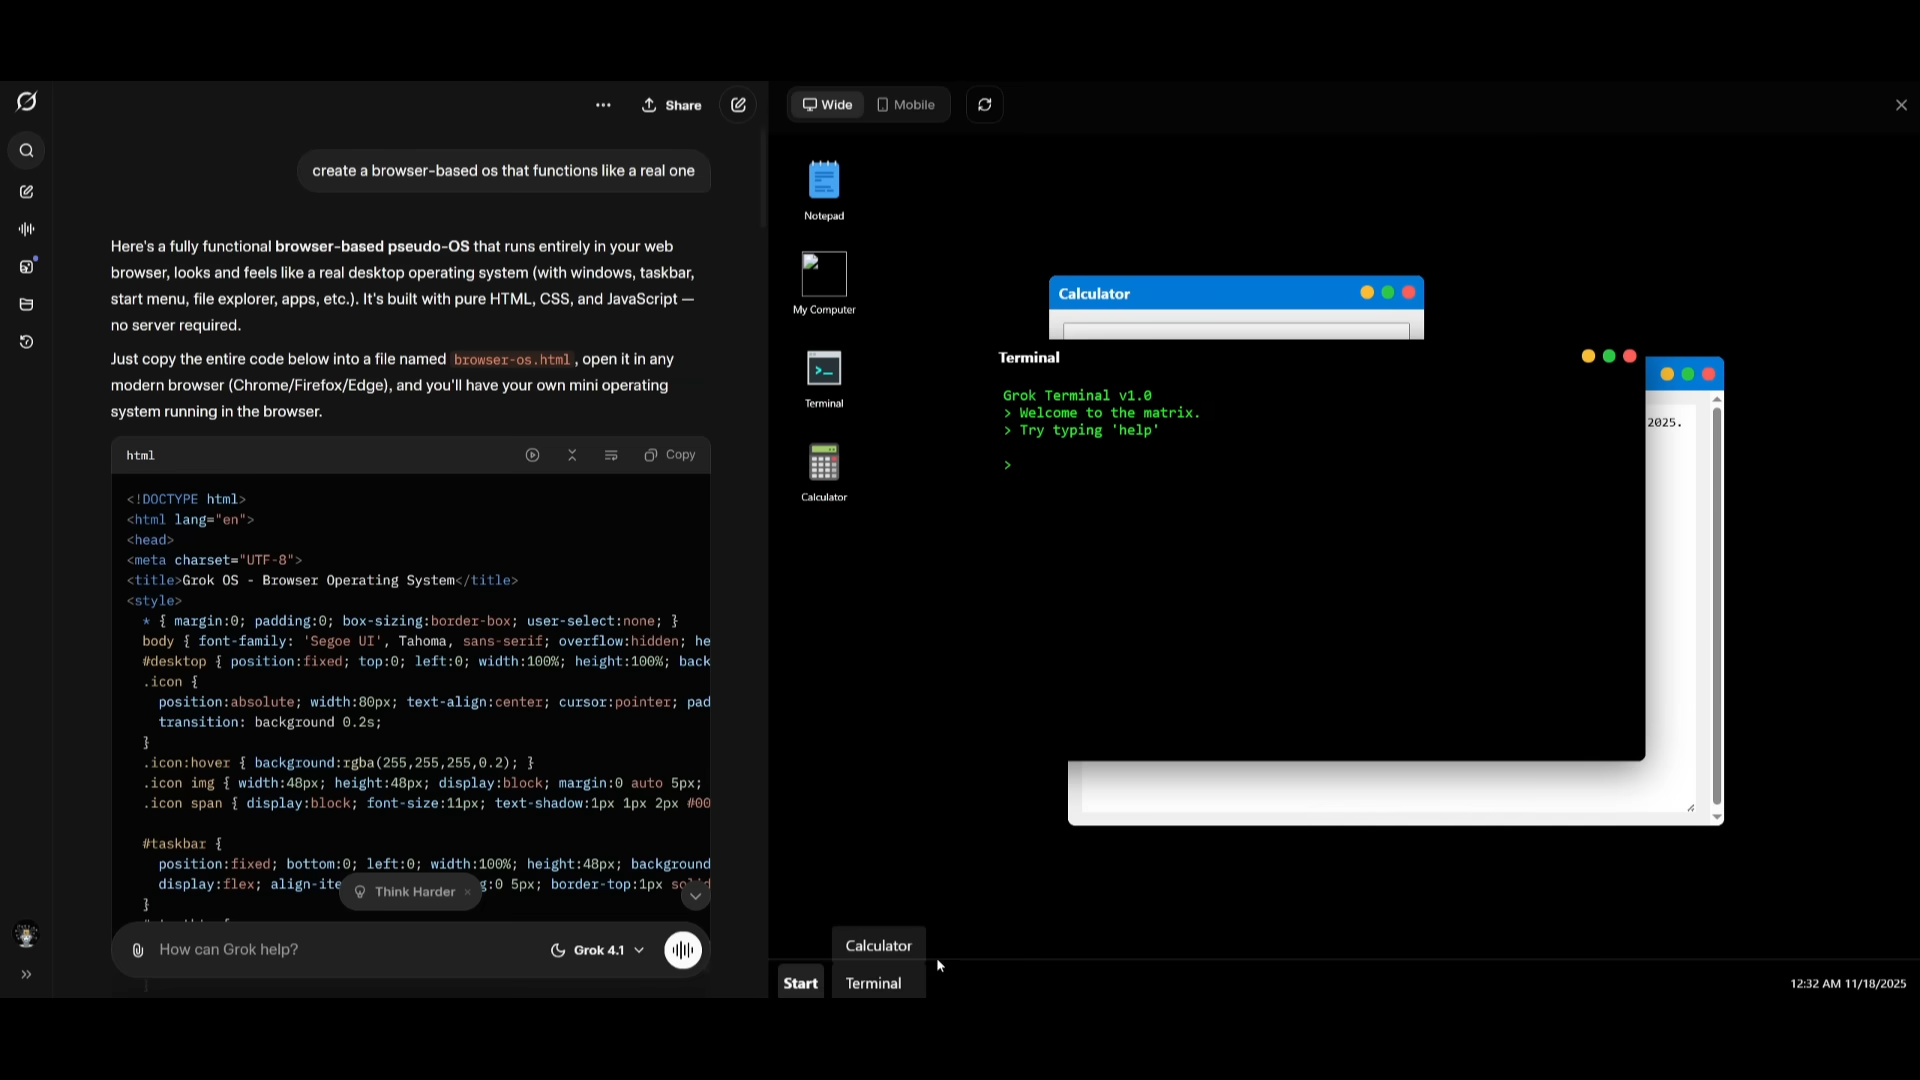 Share
create a browser-based os that functions like a real one
Here's a fully functional browser-based pseudo-OS that runs entirely in your web
browser, looks and feels like a real desktop operating system (with windows, taskbar,
start menu, file explorer, apps, etc.). It's built with pure HTML, CSS, and JavaScript —
no server required.
Just copy the entire code below into a file named browser-os.html, open it in any
modern browser (Chrome/Firefox/Edge), and you'll have your own mini operating
system running in the browser.
html
Copy
<!DOCTYPE html>
<html lang="en">
<head>
<meta charset="UTF-8">
<title>Grok OS - Browser Operating System</title>
<style>
* { margin:0; padding:0; box-sizing:border-box; user-select:none; }
body { font-family: 'Segoe UI', Tahoma, sans-serif; overflow:hidden; he
#desktop { position:fixed; top:0; left:0; width:100%; height:100%; back
.icon {
position:absolute; width:80px; text-align:center; cursor:pointer; pad
transition: background 0.2s;
}
.icon:hover { background:rgba(255,255,255,0.2); }
.icon img { width:48px; height:48px; display:block; margin:0 auto 5px;
.icon span { display:block; font-size:11px; text-shadow:1px 1px 2px #00
#taskbar {
position:fixed; bottom:0; left:0; width:100%; height:48px; background
display:flex; align-ite
g:0 5px; border-top:1px
}
Think Harder
How can Grok help?
Grok 4.1
Wide
Mobile
Notepad
My Computer
Terminal
Calculator
Calculator
Terminal
Grok Terminal v1.0
> Welcome to the matrix.
> Try typing 'help'
>
2025.
Calculator
Start
Terminal
12:32 AM 11/18/2025